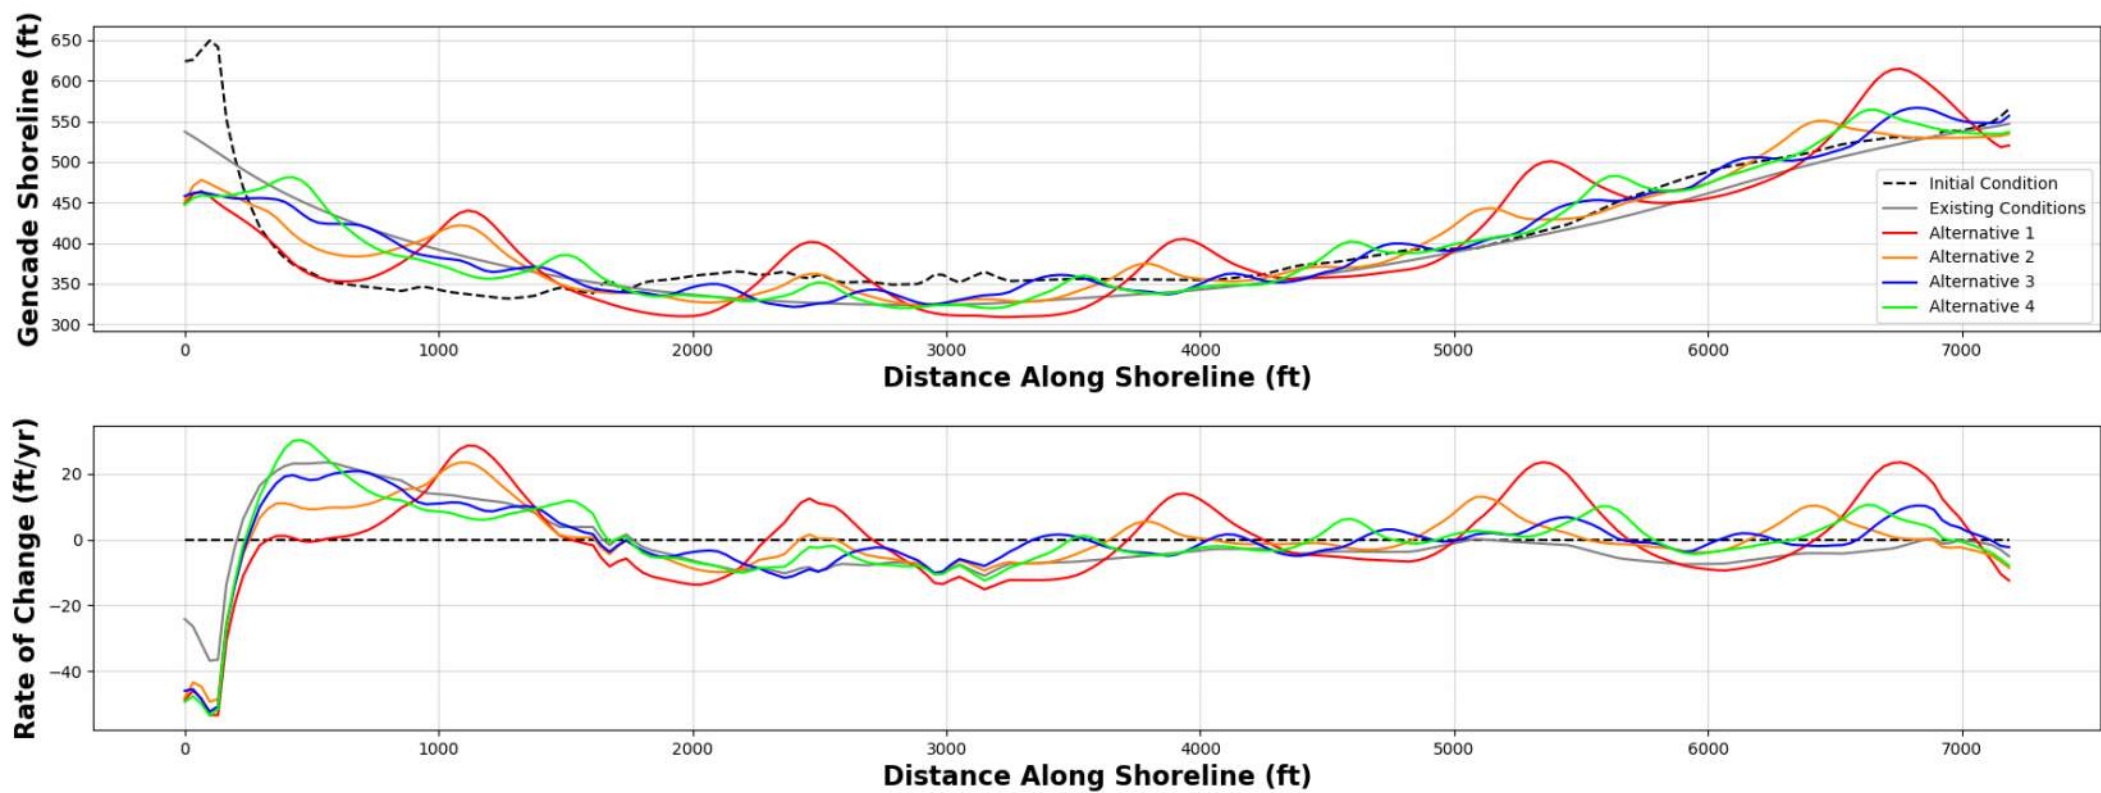 Gencade Shoreline (ft)
650
600
550
500
450
400
350
300
Initial Condition
Existing Conditions
Alternative 1
Alternative 2
Alternative 3
Alternative 4
0 1000 2000 3000 4000 5000 6000 7000
Distance Along Shoreline (ft)
Rate of Change (ft/yr)
20
0
−20
−40
0 1000 2000 3000 4000 5000 6000 7000
Distance Along Shoreline (ft)